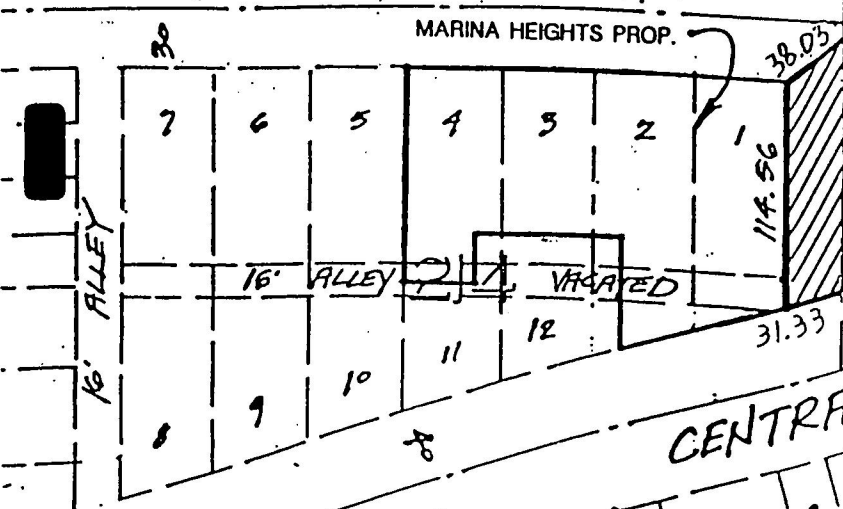 MARINA HEIGHTS PROP.
38.03
30
7 6 5 4 3 2 1
114.56
16' ALLEY
16' ALLEY VACATED
31.33
8 9 10 11 12